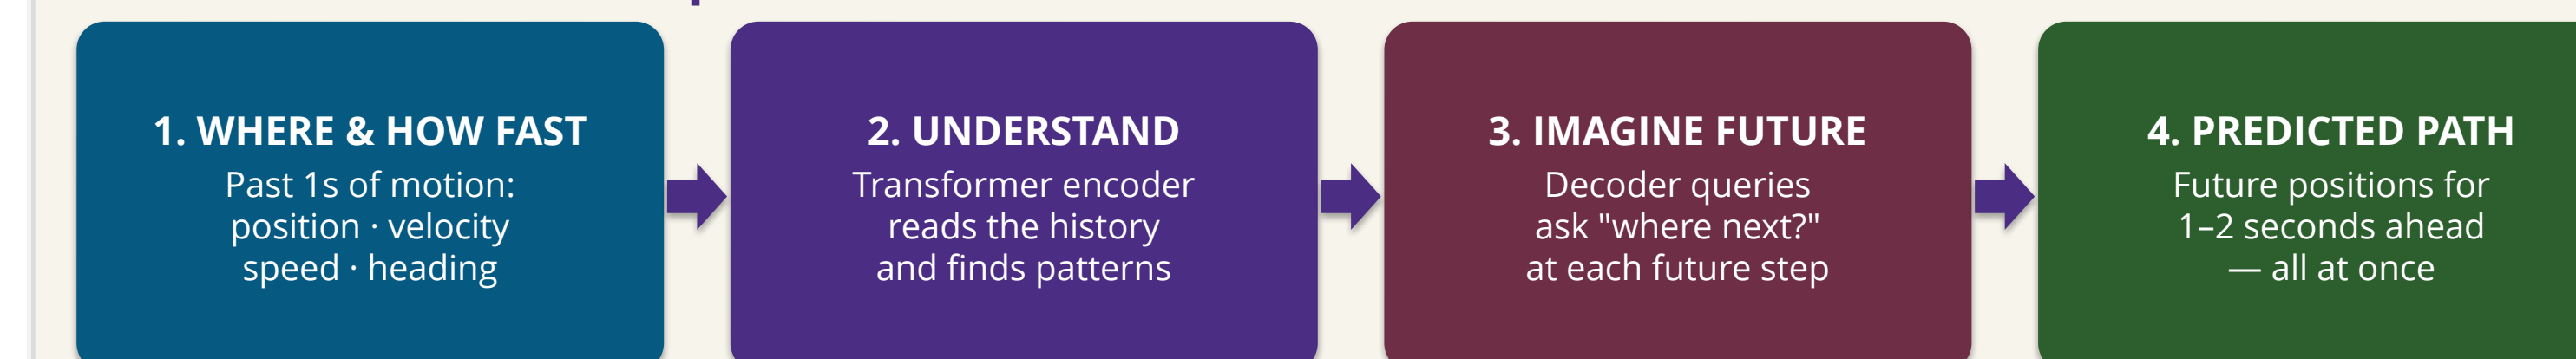 1. WHERE & HOW FAST
Past 1s of motion:
position · velocity
speed · heading
2. UNDERSTAND
Transformer encoder
reads the history
and finds patterns
3. IMAGINE FUTURE
Decoder queries
ask "where next?"
at each future step
4. PREDICTED PATH
Future positions for
1–2 seconds ahead
— all at once